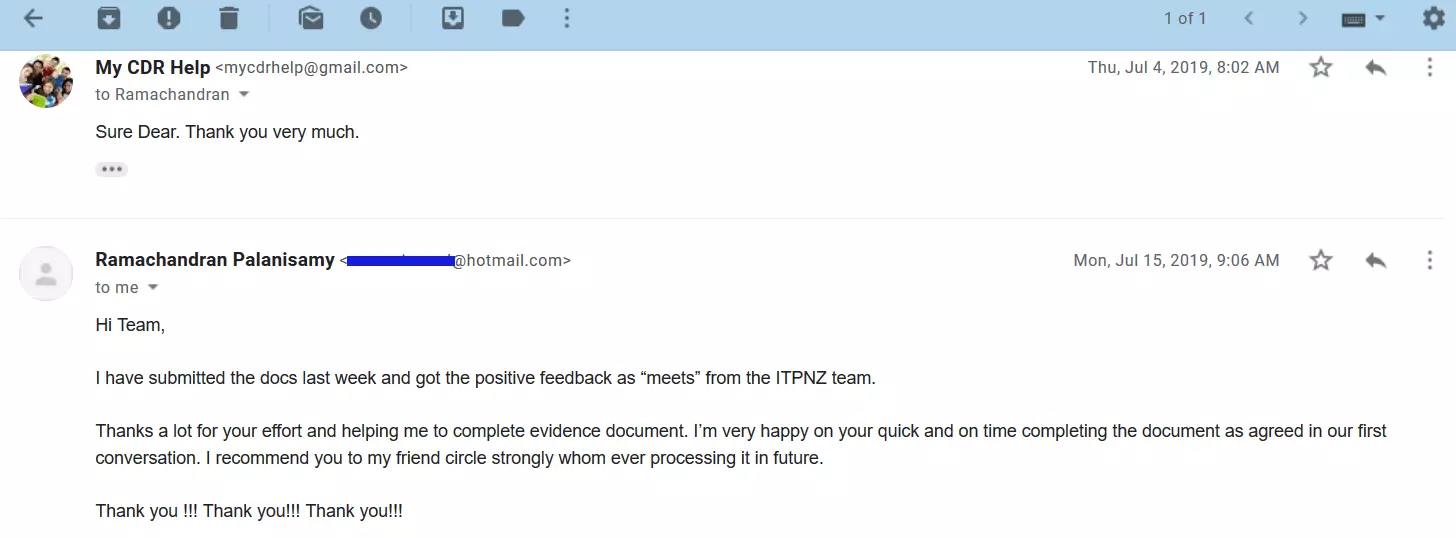 1 of 1
My CDR Help <mycdrhelp@gmail.com>
Thu, Jul 4, 2019, 8:02 AM
to Ramachandran
Sure Dear. Thank you very much.
Ramachandran Palanisamy < @hotmail.com>
Mon, Jul 15, 2019, 9:06 AM
to me
Hi Team,
I have submitted the docs last week and got the positive feedback as “meets” from the ITPNZ team.
Thanks a lot for your effort and helping me to complete evidence document. I’m very happy on your quick and on time completing the document as agreed in our first
conversation. I recommend you to my friend circle strongly whom ever processing it in future.
Thank you !!! Thank you!!! Thank you!!!